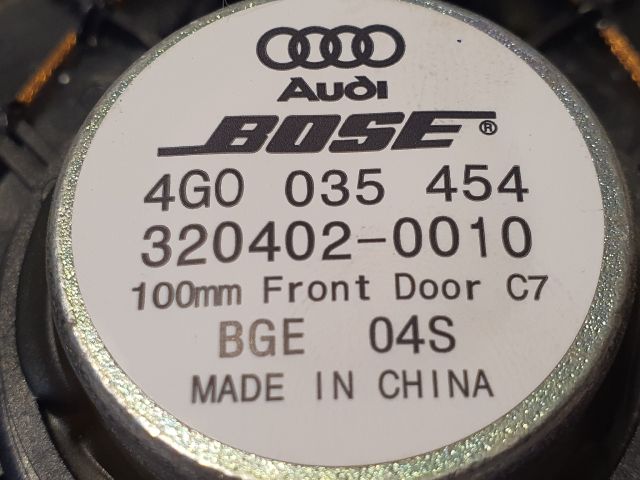 Audi
BOSE®
4G0 035 454
320402-0010
100mm Front Door C7
BGE 04S
MADE IN CHINA